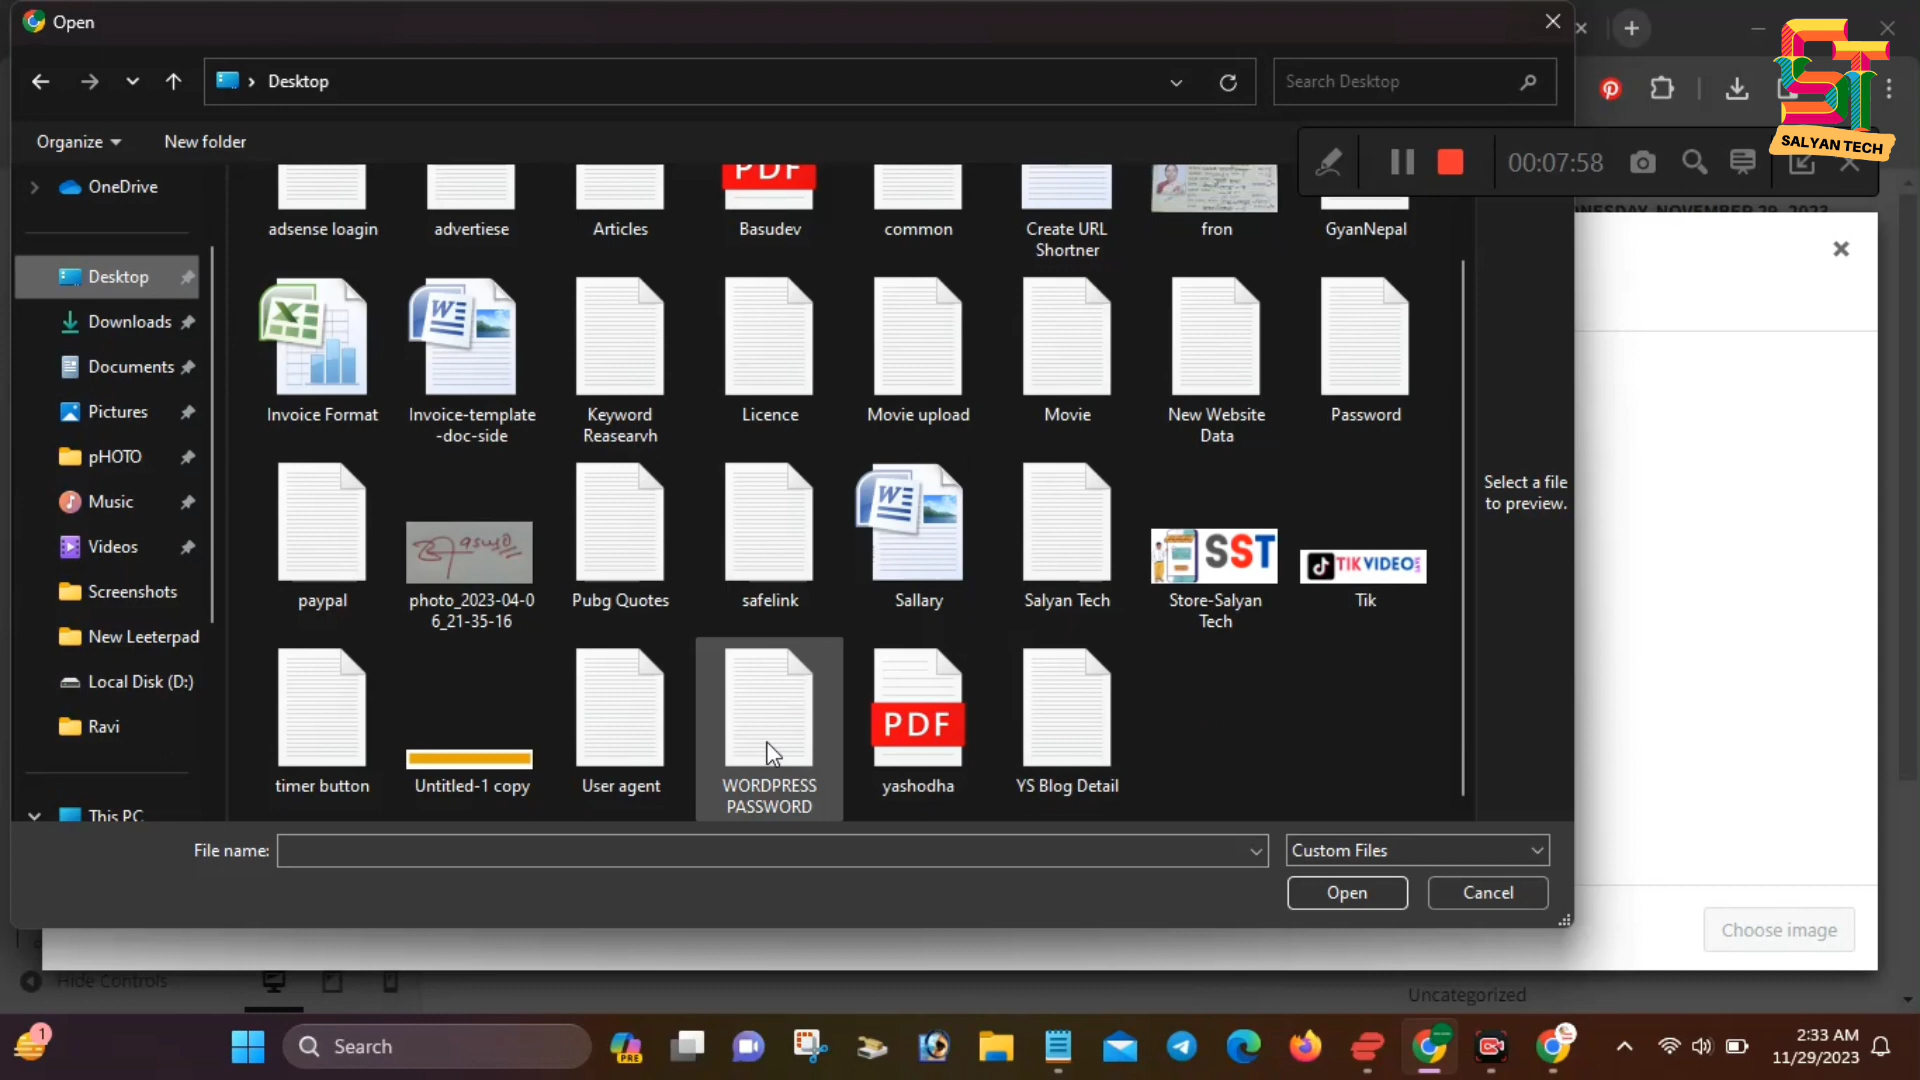 Open
SALYAN TECH
Desktop
Search Desktop
Organize
New folder
00:07:58
OneDrive
Desktop
Downloads
Documents
Pictures
pHOTO
Music
Videos
Screenshots
New Leeterpad
Local Disk (D:)
Ravi
This PC
PDF
adsense loagin
advertiese
Articles
Basudev
common
Create URL
Shortner
fron
GyanNepal
Invoice Format
Invoice-template
-doc-side
Keyword
Reasearvh
Licence
Movie upload
Movie
New Website
Data
Password
SST
TIKVIDEO
paypal
photo_2023-04-0
6_21-35-16
Pubg Quotes
safelink
Sallary
Salyan Tech
Store-Salyan
Tech
Tik
PDF
timer button
Untitled-1 copy
User agent
WORDPRESS
PASSWORD
yashodha
YS Blog Detail
Select a file
to preview.
NESDAY, NOVEMBER 29, 2023
File name:
Custom Files
Open
Cancel
Choose image
Hide Controls
Uncategorized
1
Search
PRE
2:33 AM
11/29/2023